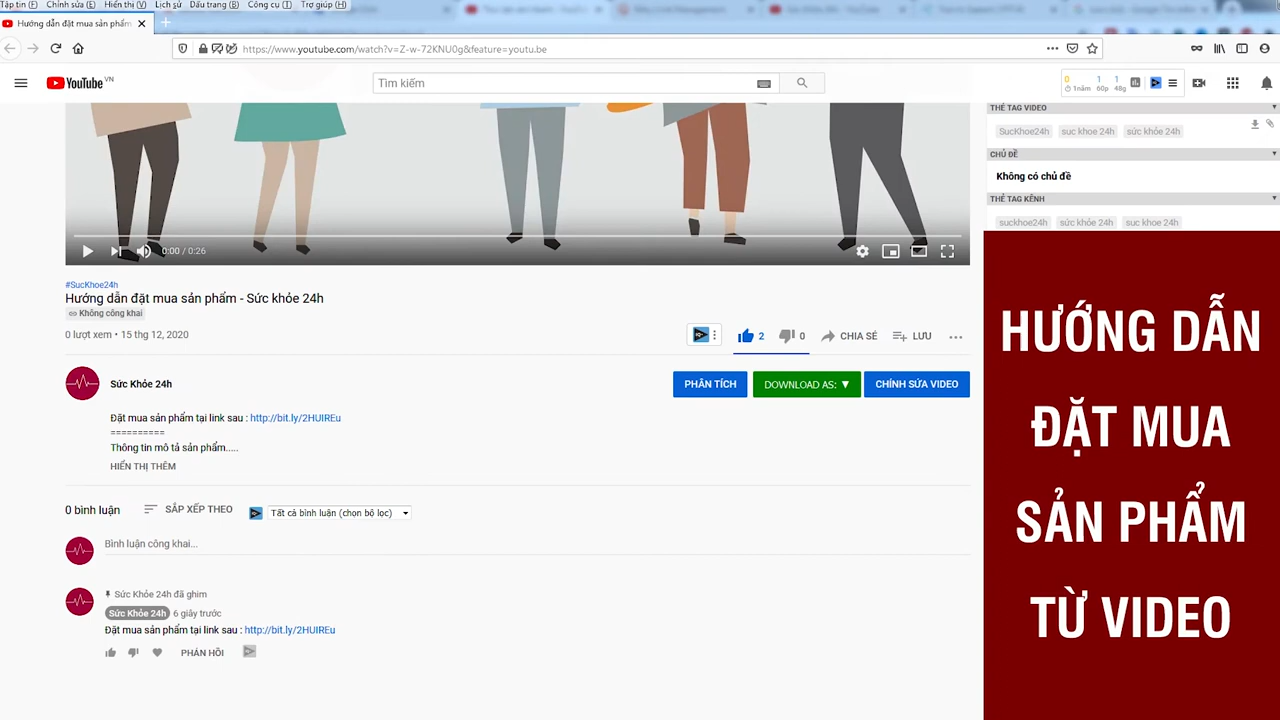 Tập tin (F) Chỉnh sửa (E) Hiển thị (V) Lịch sử Dấu trang (B) Công cụ (T) Trợ giúp (H)
Hướng dẫn đặt mua sản phẩm
https://www.youtube.com/watch?v=Z-w-72KNU0g&feature=youtu.be
YouTube VN
Tìm kiếm
0 1 1
1năm 60p 48g
THẺ TAG VIDEO
SucKhoe24h suc khoe 24h sức khỏe 24h
CHỦ ĐỀ
Không có chủ đề
THẺ TAG KÊNH
suckhoe24h sức khỏe 24h suc khoe 24h
0:00 / 0:26
#SucKhoe24h
Hướng dẫn đặt mua sản phẩm - Sức khỏe 24h
Không công khai
0 lượt xem • 15 thg 12, 2020
2 0 CHIA SẺ LƯU
Sức Khỏe 24h
PHÂN TÍCH DOWNLOAD AS: ▼ CHỈNH SỬA VIDEO
Đặt mua sản phẩm tại link sau : http://bit.ly/2HUIREu
==========
Thông tin mô tả sản phẩm.....
HIỂN THỊ THÊM
0 bình luận SẮP XẾP THEO Tất cả bình luận (chọn bộ lọc)
Bình luận công khai...
Sức Khỏe 24h đã ghim
Sức Khỏe 24h 6 giây trước
Đặt mua sản phẩm tại link sau : http://bit.ly/2HUIREu
PHẢN HỒI
HƯỚNG DẪN
ĐẶT MUA
SẢN PHẨM
TỪ VIDEO